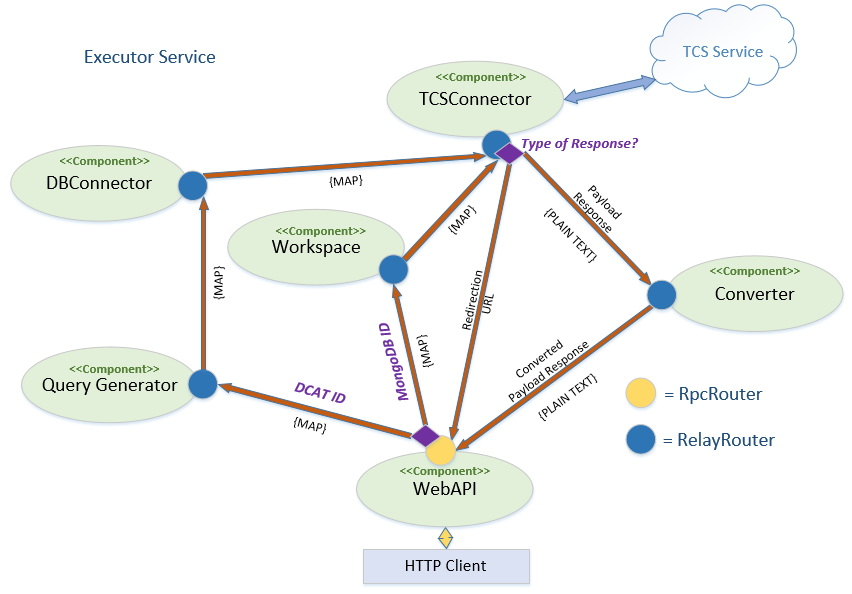 Executor Service
TCS Service
<<Component>>
TCSConnector
Type of Response?
<<Component>>
DBConnector
{MAP}
Payload
Response
{PLAIN TEXT}
<<Component>>
Workspace
{MAP}
{MAP}
Redirection
URL
<<Component>>
Converter
MongoDB ID
{MAP}
Converted
Payload Response
{PLAIN TEXT}
<<Component>>
Query Generator
DCAT ID
{MAP}
= RpcRouter
= RelayRouter
<<Component>>
WebAPI
HTTP Client